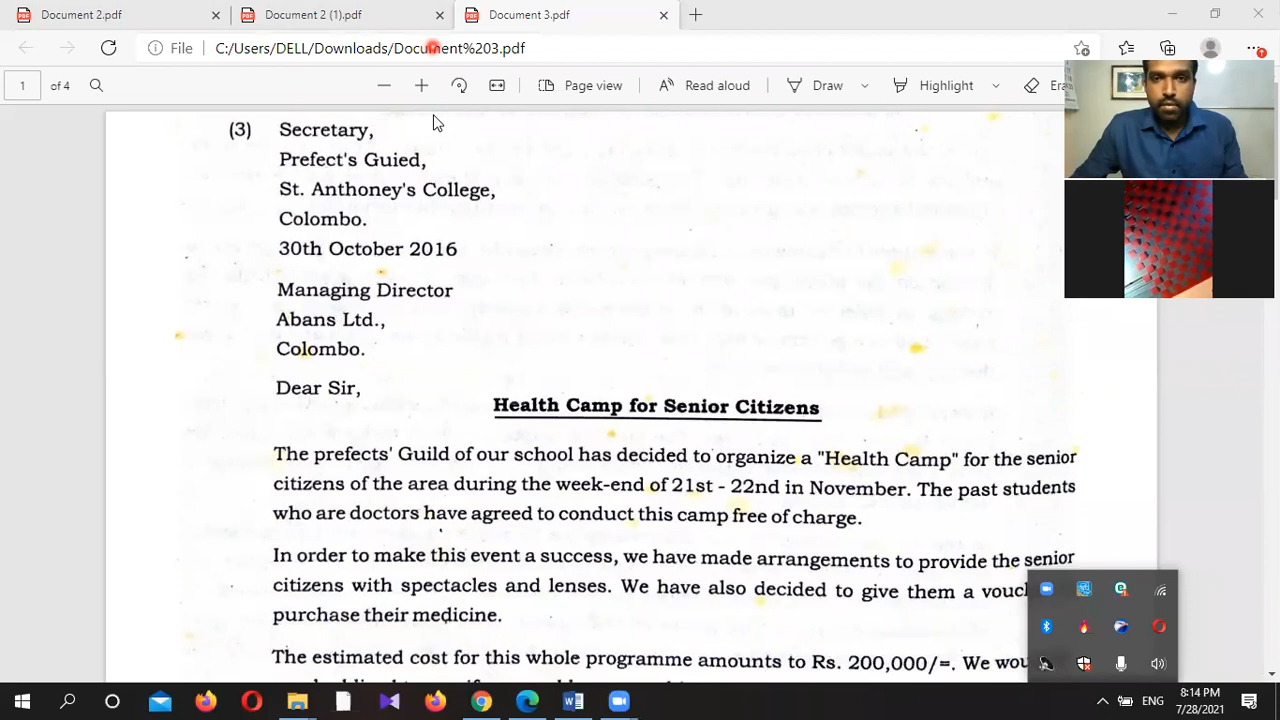 Document 2.pdf
Document 2 (1).pdf
Document 3.pdf
File
C:/Users/DELL/Downloads/Document%203.pdf
1 of 4
Page view
Read aloud
Draw
Highlight
(3) Secretary,
Prefect's Guied,
St. Anthoney's College,
Colombo.
30th October 2016
Managing Director
Abans Ltd.,
Colombo.
Dear Sir,
Health Camp for Senior Citizens
The prefects' Guild of our school has decided to organize a "Health Camp" for the senior
citizens of the area during the week-end of 21st - 22nd in November. The past students
who are doctors have agreed to conduct this camp free of charge.
In order to make this event a success, we have made arrangements to provide the senior
citizens with spectacles and lenses. We have also decided to give them a
purchase their medicine.
The estimated cost for this whole programme amounts to Rs. 200,000/=. We
ENG
8:14 PM
7/28/2021